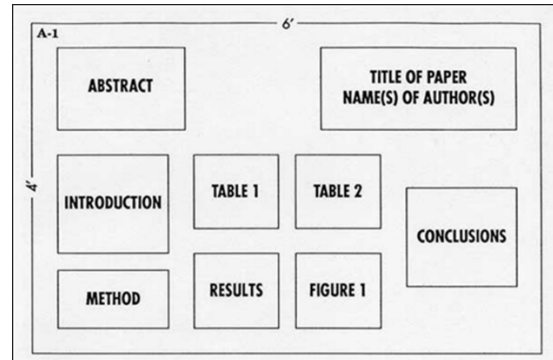 6'
A-1
ABSTRACT
TITLE OF PAPER
NAME(S) OF AUTHOR(S)
4'
INTRODUCTION
TABLE 1
TABLE 2
CONCLUSIONS
METHOD
RESULTS
FIGURE 1